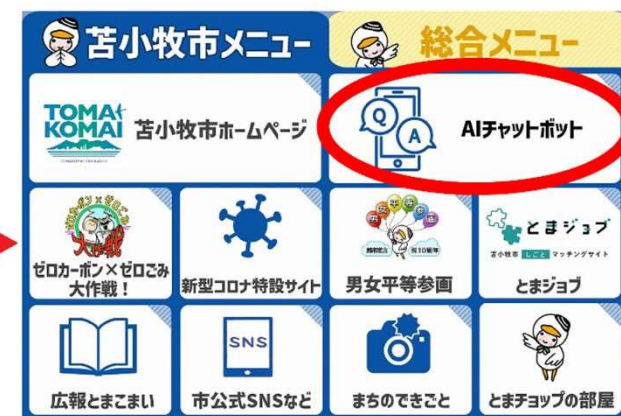 苫小牧市メニュー
総合メニュー
TOMAKOMAI
苫小牧市ホームページ
Q
A
AIチャットボット
ゼロカーボン×ゼロごみ
大作戦!
ゼロカーボン×ゼロごみ
大作戦!
新型コロナ特設サイト
男女平等参画
とまジョブ
苫小牧市 しごと マッチングサイト
とまジョブ
広報とまこまい
SNS
市公式SNSなど
まちのできごと
とまチョップの部屋